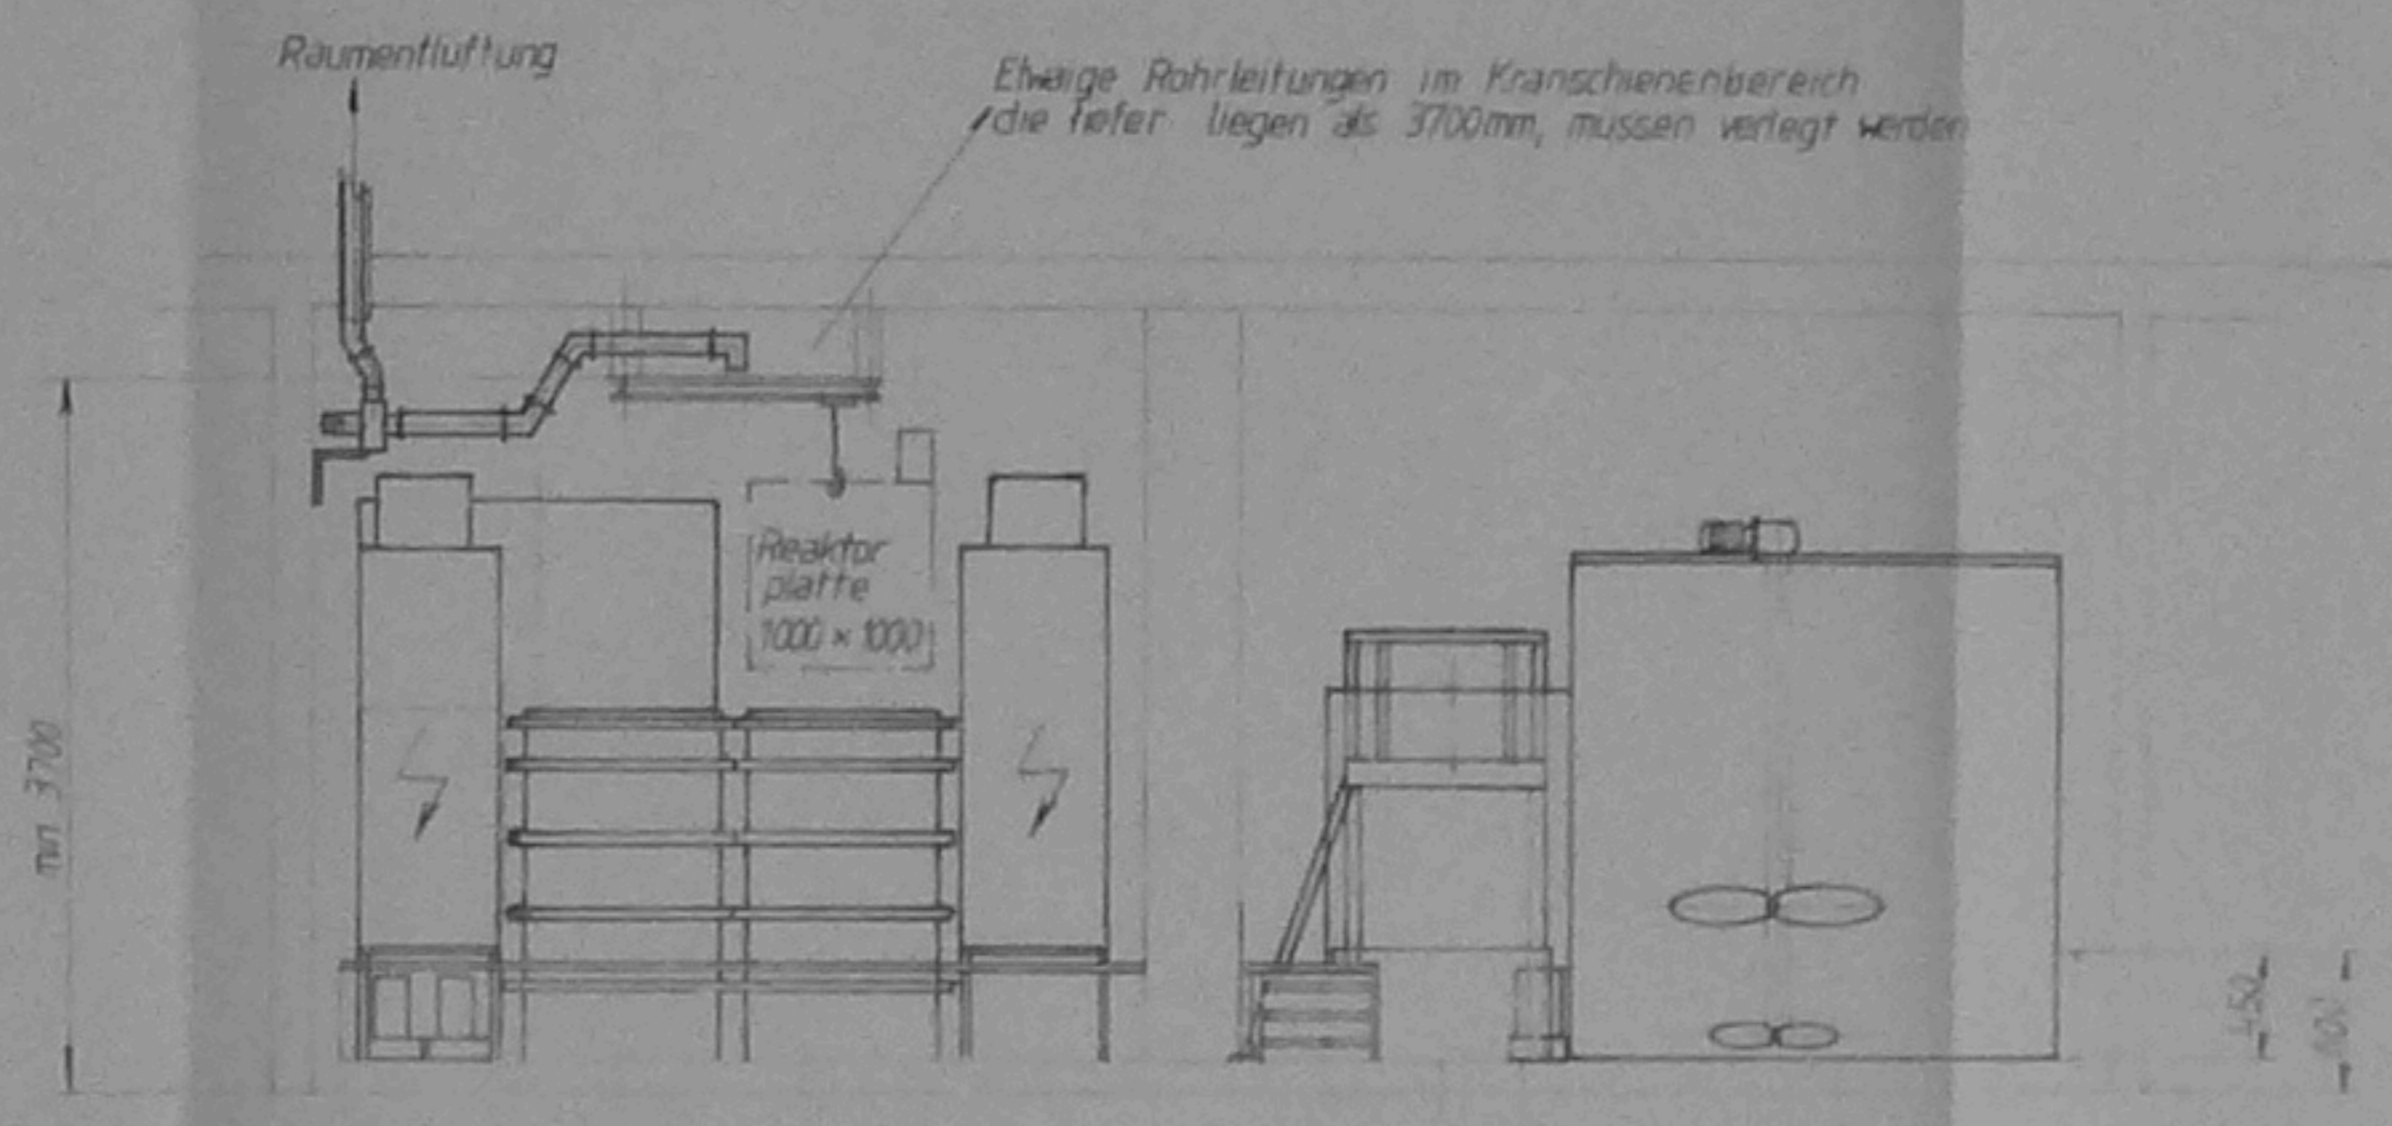 Raumentlüftung
Etwaige Rohrleitungen im Kranschienenbereich
die tiefer liegen als 3700mm, müssen verlegt werden
Reaktor
platte
1000 × 1000
min 3700
450